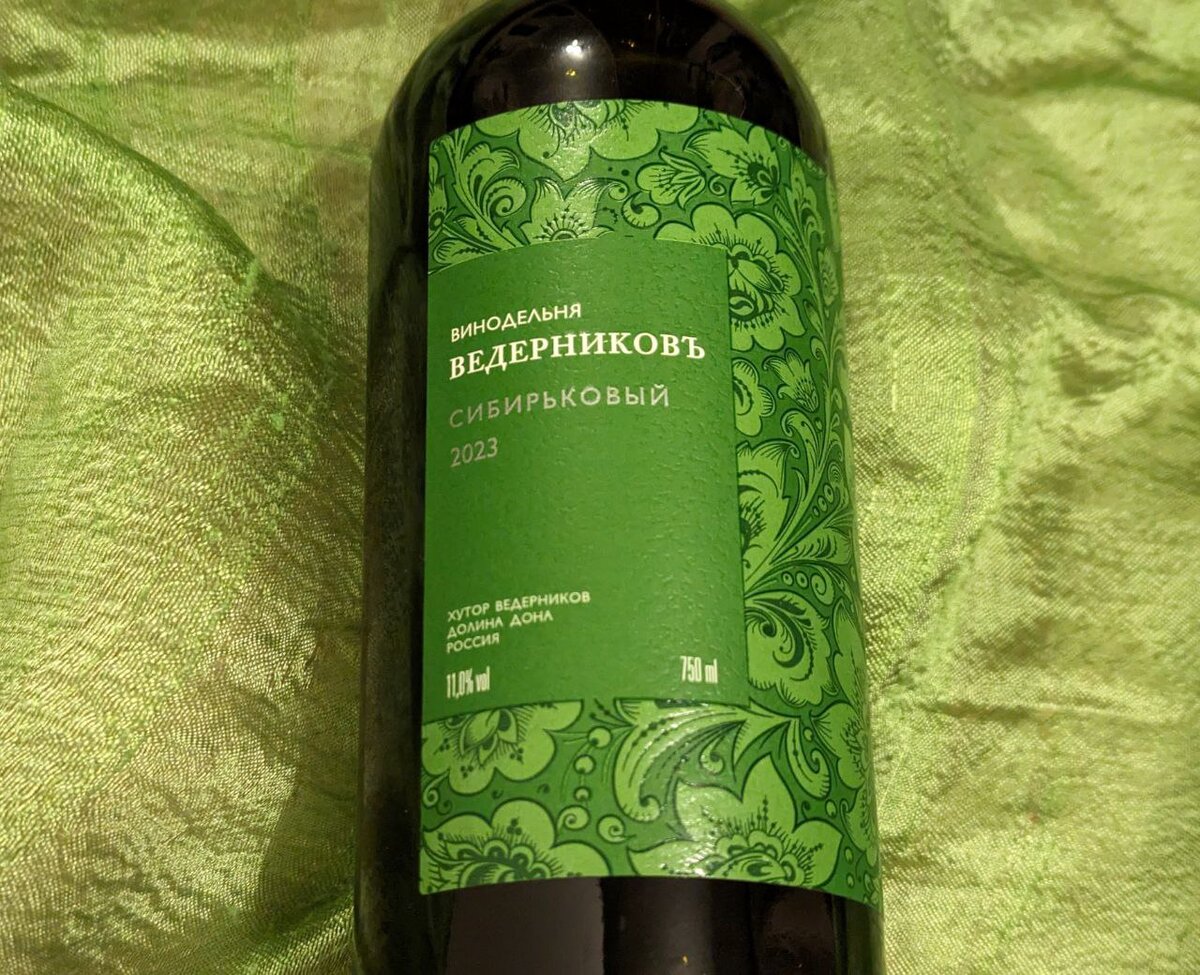 ВИНОДЕЛЬНЯ
ВЕДЕРНИКОВЪ
СИБИРЬКОВЫЙ
2023
ХУТОР ВЕДЕРНИКОВ
ДОЛИНА ДОНА
РОССИЯ
11,0% vol
750 ml